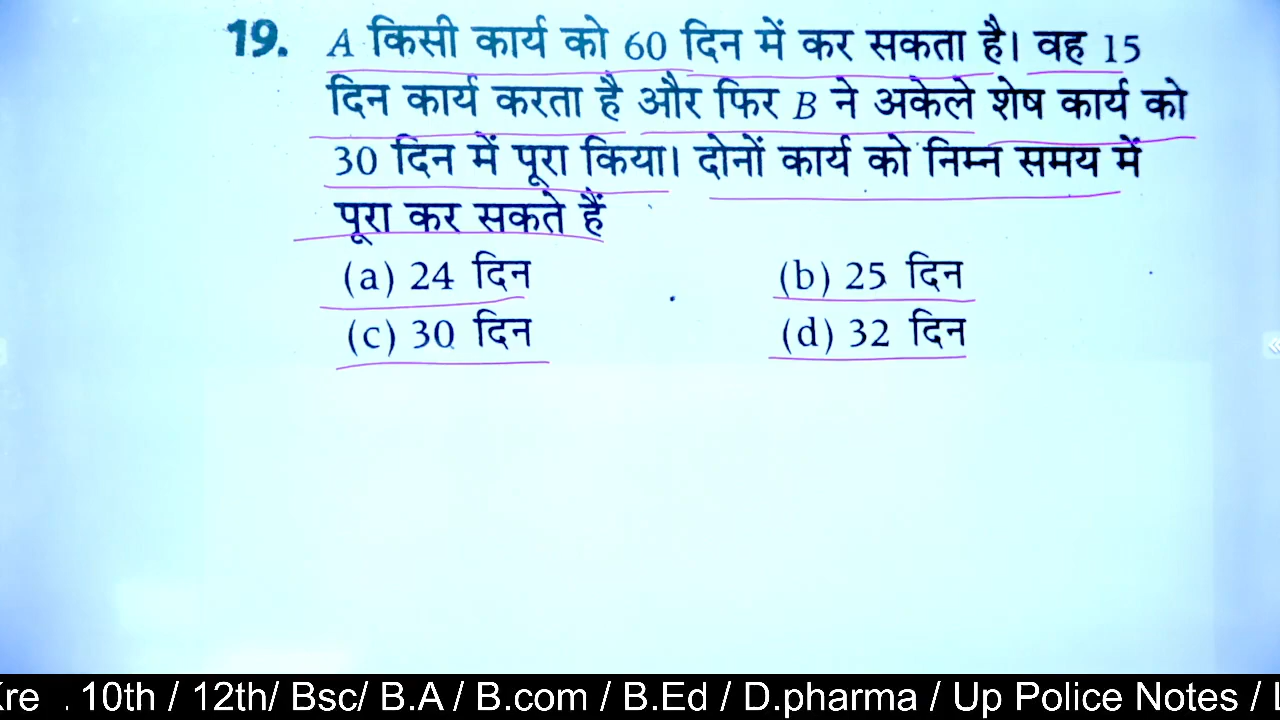 19. A किसी कार्य को 60 दिन में कर सकता है। वह 15
दिन कार्य करता है और फिर B ने अकेले शेष कार्य को
30 दिन में पूरा किया। दोनों कार्य को निम्न समय में
पूरा कर सकते हैं
(a) 24 दिन (b) 25 दिन
(c) 30 दिन (d) 32 दिन
. 10th / 12th/ Bsc/ B.A / B.com / B.Ed / D.pharma / Up Police Notes /